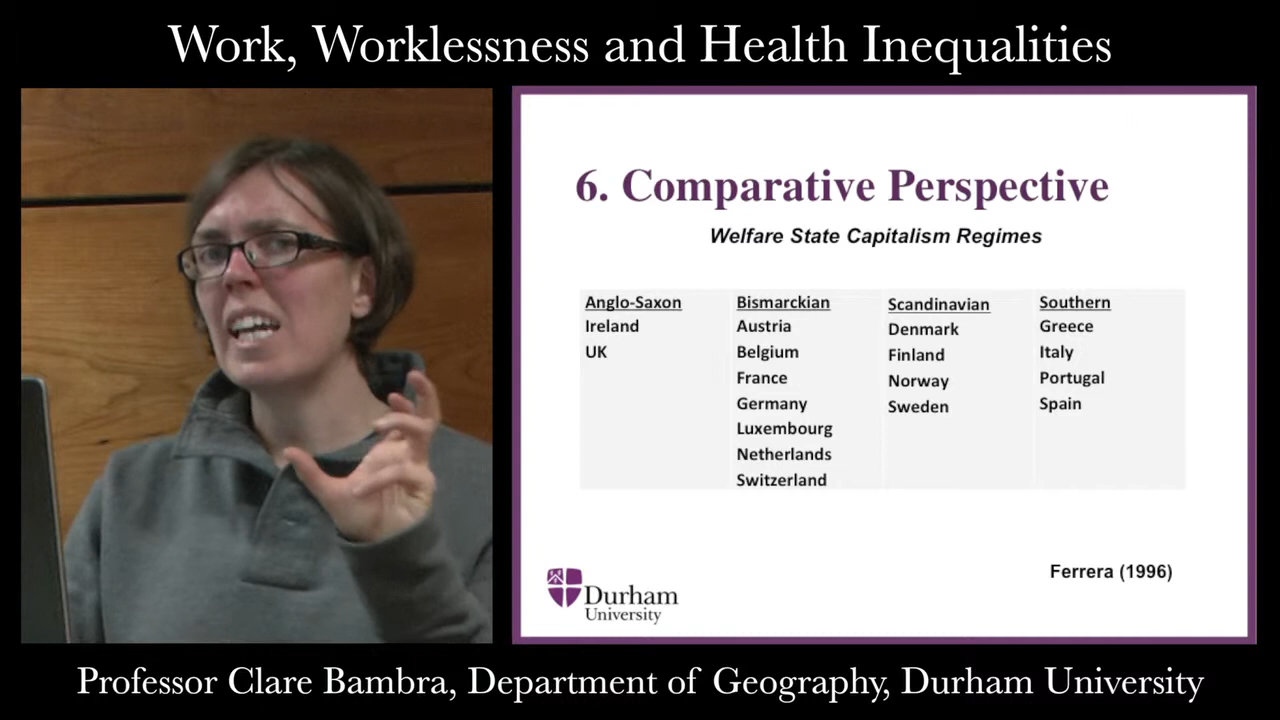 Work, Worklessness and Health Inequalities
6. Comparative Perspective
Welfare State Capitalism Regimes
Anglo-Saxon
Ireland
UK
Bismarckian
Austria
Belgium
France
Germany
Luxembourg
Netherlands
Switzerland
Scandinavian
Denmark
Finland
Norway
Sweden
Southern
Greece
Italy
Portugal
Spain
Ferrera (1996)
Durham
University
Professor Clare Bambra, Department of Geography, Durham University